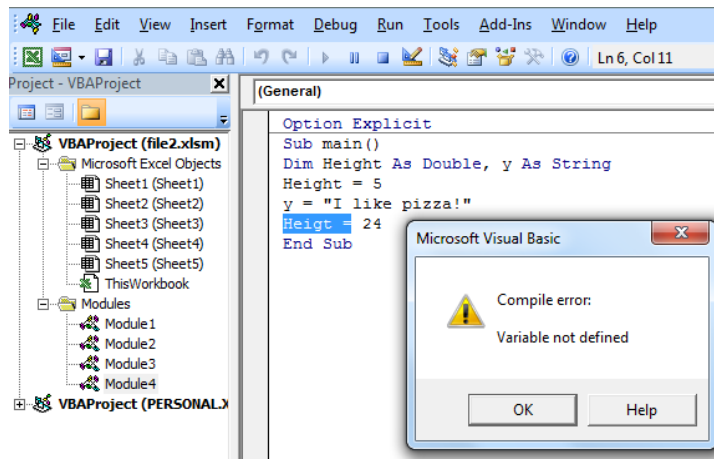 File Edit View Insert Format Debug Run Tools Add-Ins Window Help
Ln 6, Col 11
Project - VBAProject
VBAProject (file2.xlsm)
Microsoft Excel Objects
Sheet1 (Sheet1)
Sheet2 (Sheet2)
Sheet3 (Sheet3)
Sheet4 (Sheet4)
Sheet5 (Sheet5)
ThisWorkbook
Modules
Module1
Module2
Module3
Module4
VBAProject (PERSONAL.X
(General)
Option Explicit
Sub main()
Dim Height As Double, y As String
Height = 5
y = "I like pizza!"
Heigt = 24
End Sub
Microsoft Visual Basic
Compile error:
Variable not defined
OK Help